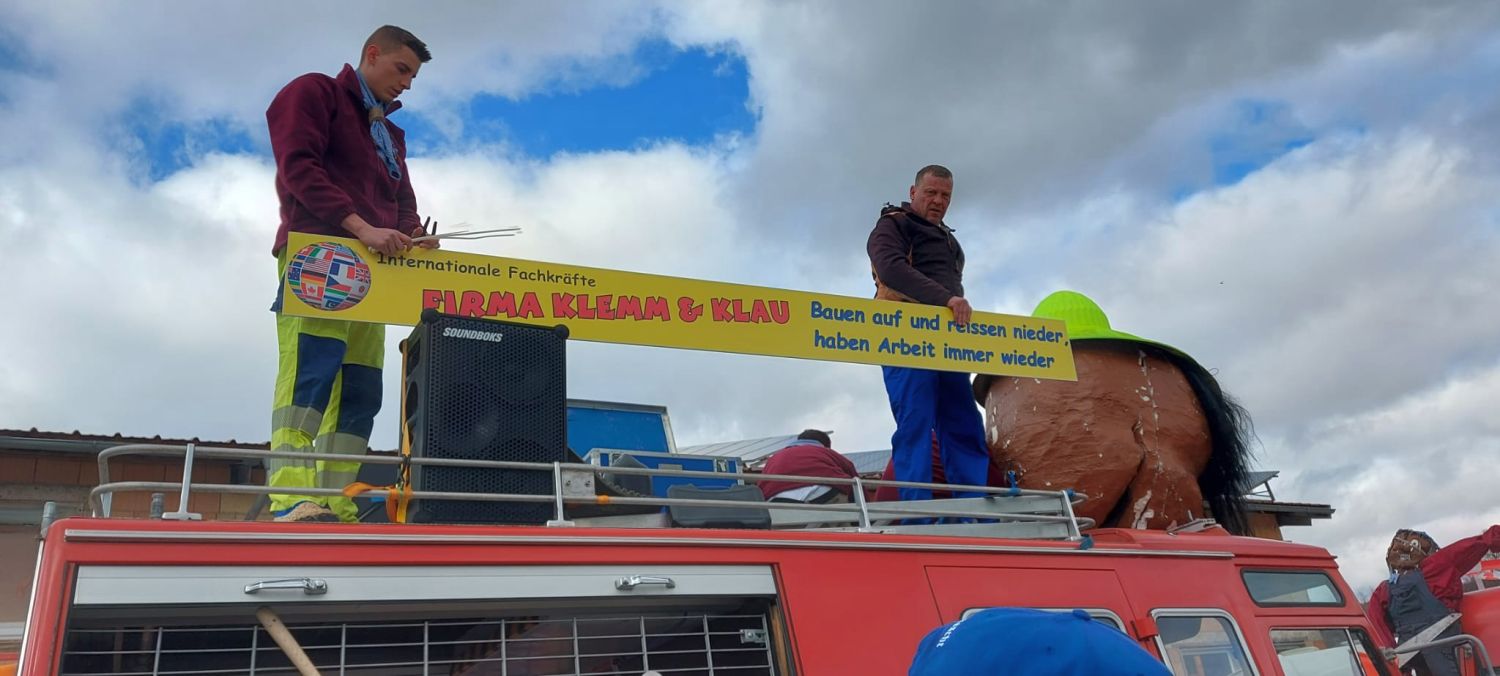 Internationale Fachkräfte
FIRMA KLEMM & KLAU
Bauen auf und reissen nieder,
haben Arbeit immer wieder
SOUNDBOKS